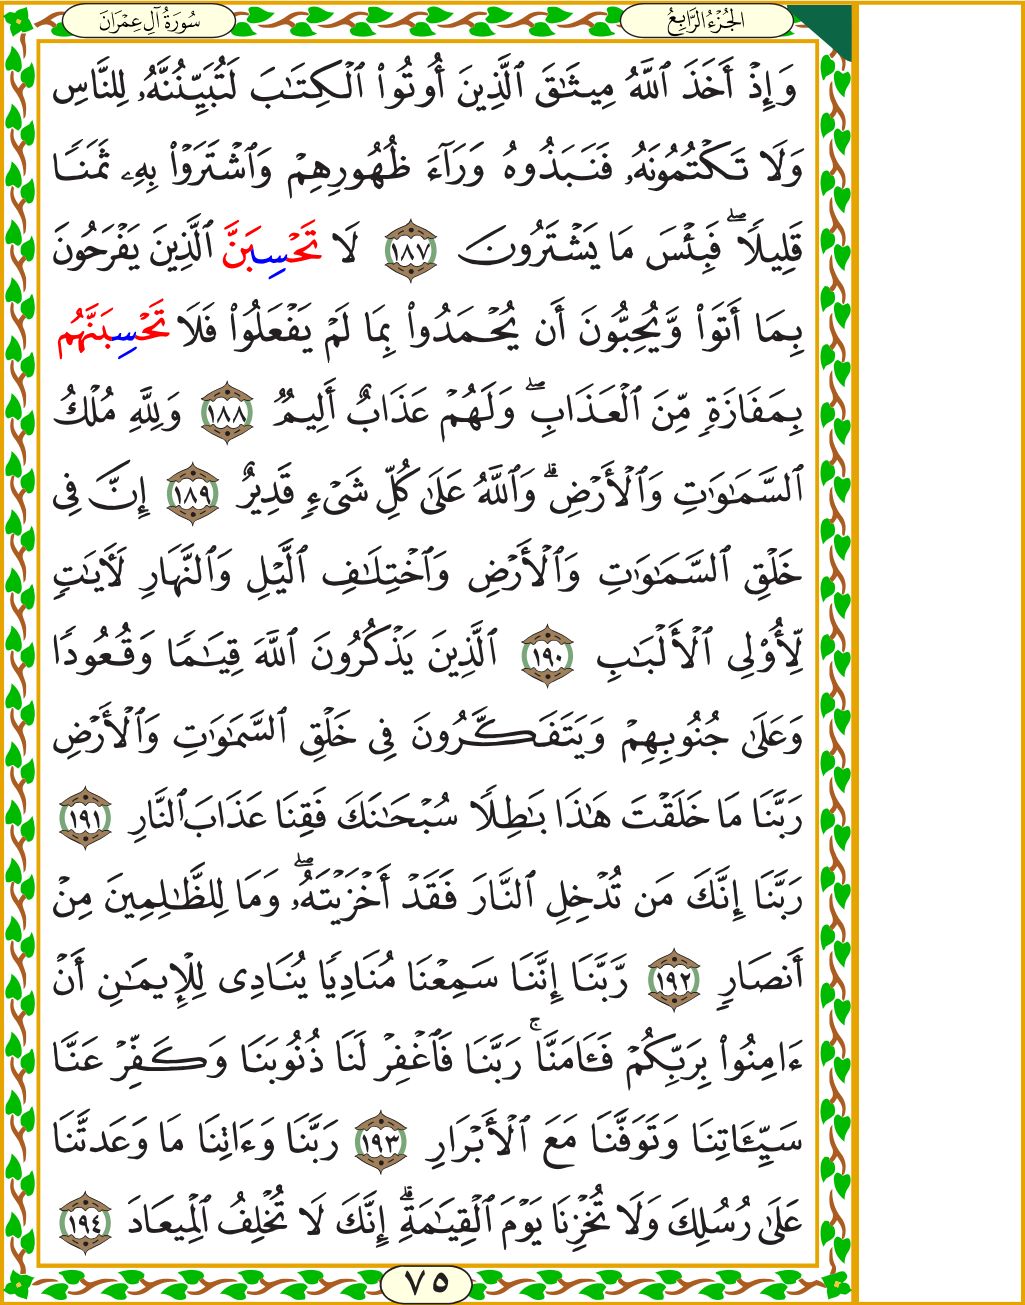 الجُزْءُ الرَّابِعُ
سُورَةُ آلِ عِمْرَانَ
وَإِذْ أَخَذَ ٱللَّهُ مِيثَٰقَ ٱلَّذِينَ أُوتُوا۟ ٱلْكِتَٰبَ لَتُبَيِّنُنَّهُۥ لِلنَّاسِ
وَلَا تَكْتُمُونَهُۥ فَنَبَذُوهُ وَرَآءَ ظُهُورِهِمْ وَٱشْتَرَوْا۟ بِهِۦ ثَمَنًا
قَلِيلًا ۖ فَبِئْسَ مَا يَشْتَرُونَ ١٨٧ لَا تَحْسِبَنَّ ٱلَّذِينَ يَفْرَحُونَ
بِمَا أَتَوا۟ وَّيُحِبُّونَ أَن يُحْمَدُوا۟ بِمَا لَمْ يَفْعَلُوا۟ فَلَا تَحْسِبَنَّهُم
بِمَفَازَةٍ مِّنَ ٱلْعَذَابِ ۖ وَلَهُمْ عَذَابٌ أَلِيمٌ ١٨٨ وَلِلَّهِ مُلْكُ
ٱلسَّمَٰوَٰتِ وَٱلْأَرْضِ ۗ وَٱللَّهُ عَلَىٰ كُلِّ شَىْءٍ قَدِيرٌ ١٨٩ إِنَّ فِى
خَلْقِ ٱلسَّمَٰوَٰتِ وَٱلْأَرْضِ وَٱخْتِلَٰفِ ٱلَّيْلِ وَٱلنَّهَارِ لَأَيَٰتٍ
لِّأُو۟لِى ٱلْأَلْبَٰبِ ١٩٠ ٱلَّذِينَ يَذْكُرُونَ ٱللَّهَ قِيَٰمًا وَقُعُودًا
وَعَلَىٰ جُنُوبِهِمْ وَيَتَفَكَّرُونَ فِى خَلْقِ ٱلسَّمَٰوَٰتِ وَٱلْأَرْضِ
رَبَّنَا مَا خَلَقْتَ هَٰذَا بَٰطِلًا سُبْحَٰنَكَ فَقِنَا عَذَابَ ٱلنَّارِ ١٩١
رَبَّنَا إِنَّكَ مَن تُدْخِلِ ٱلنَّارَ فَقَدْ أَخْزَيْتَهُۥ ۖ وَمَا لِلظَّٰلِمِينَ مِنْ
أَنصَارٍ ١٩٢ رَّبَّنَا إِنَّنَا سَمِعْنَا مُنَادِيًا يُنَادِى لِلْإِيمَٰنِ أَنْ
ءَامِنُوا۟ بِرَبِّكُمْ فَـَٔامَنَّا ۚ رَبَّنَا فَٱغْفِرْ لَنَا ذُنُوبَنَا وَكَفِّرْ عَنَّا
سَيِّـَٔاتِنَا وَتَوَفَّنَا مَعَ ٱلْأَبْرَارِ ١٩٣ رَبَّنَا وَءَاتِنَا مَا وَعَدتَّنَا
عَلَىٰ رُسُلِكَ وَلَا تُخْزِنَا يَوْمَ ٱلْقِيَٰمَةِ ۗ إِنَّكَ لَا تُخْلِفُ ٱلْمِيعَادَ ١٩٤
٧٥